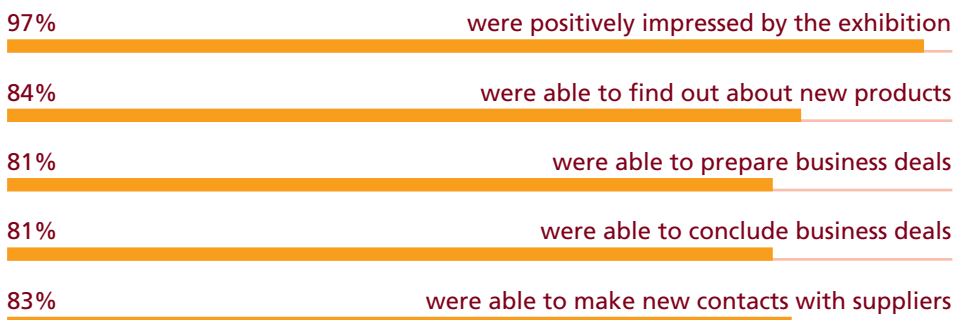 97% were positively impressed by the exhibition
84% were able to find out about new products
81% were able to prepare business deals
81% were able to conclude business deals
83% were able to make new contacts with suppliers